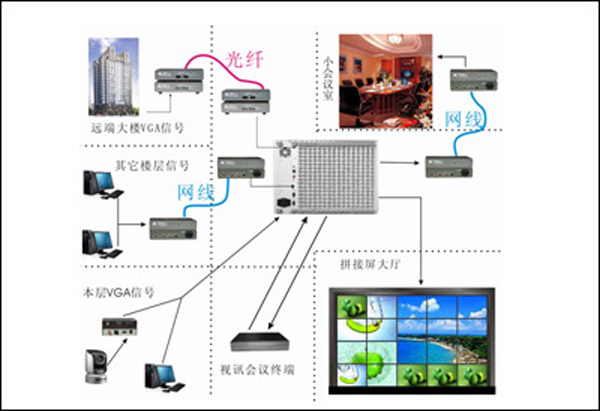 光纤
小会议室
网线
远端大楼VGA信号
其它楼层信号
网线
本层VGA信号
拼接屏大厅
视讯会议终端